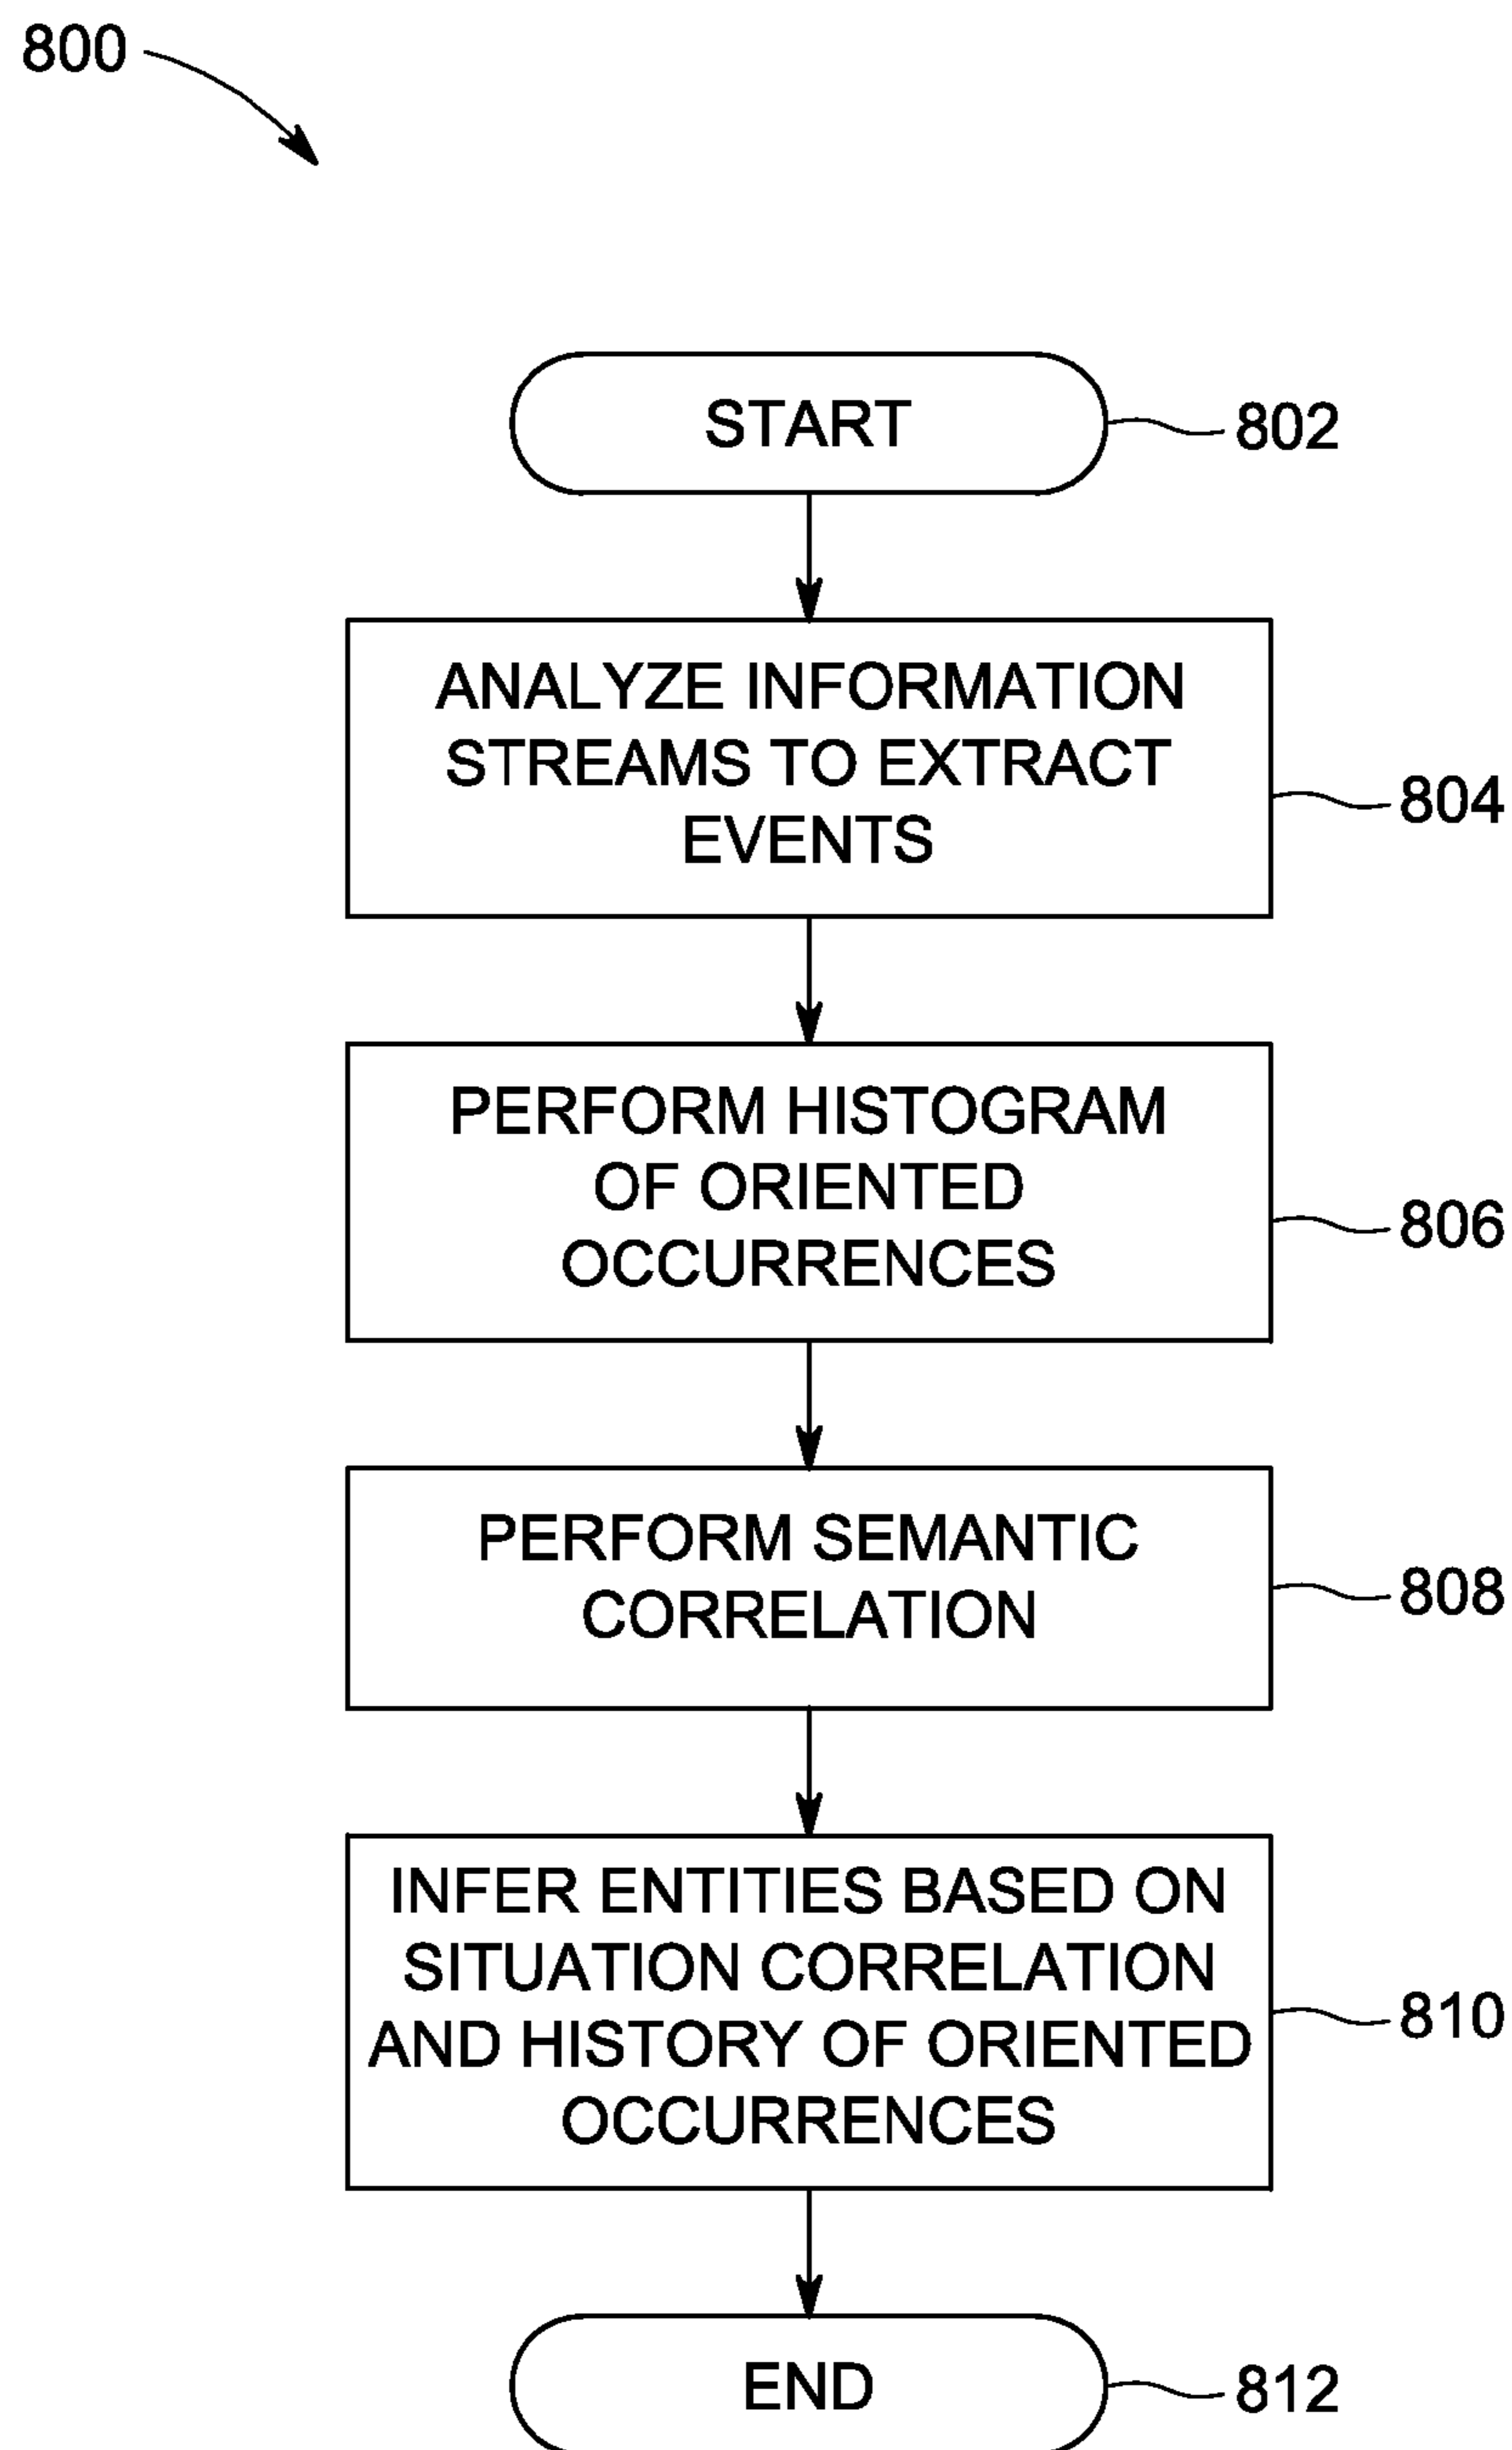 800
START
802
ANALYZE INFORMATION
STREAMS TO EXTRACT
EVENTS
804
PERFORM HISTOGRAM
OF ORIENTED
OCCURRENCES
806
PERFORM SEMANTIC
CORRELATION
808
INFER ENTITIES BASED ON
SITUATION CORRELATION
AND HISTORY OF ORIENTED
OCCURRENCES
810
END
812